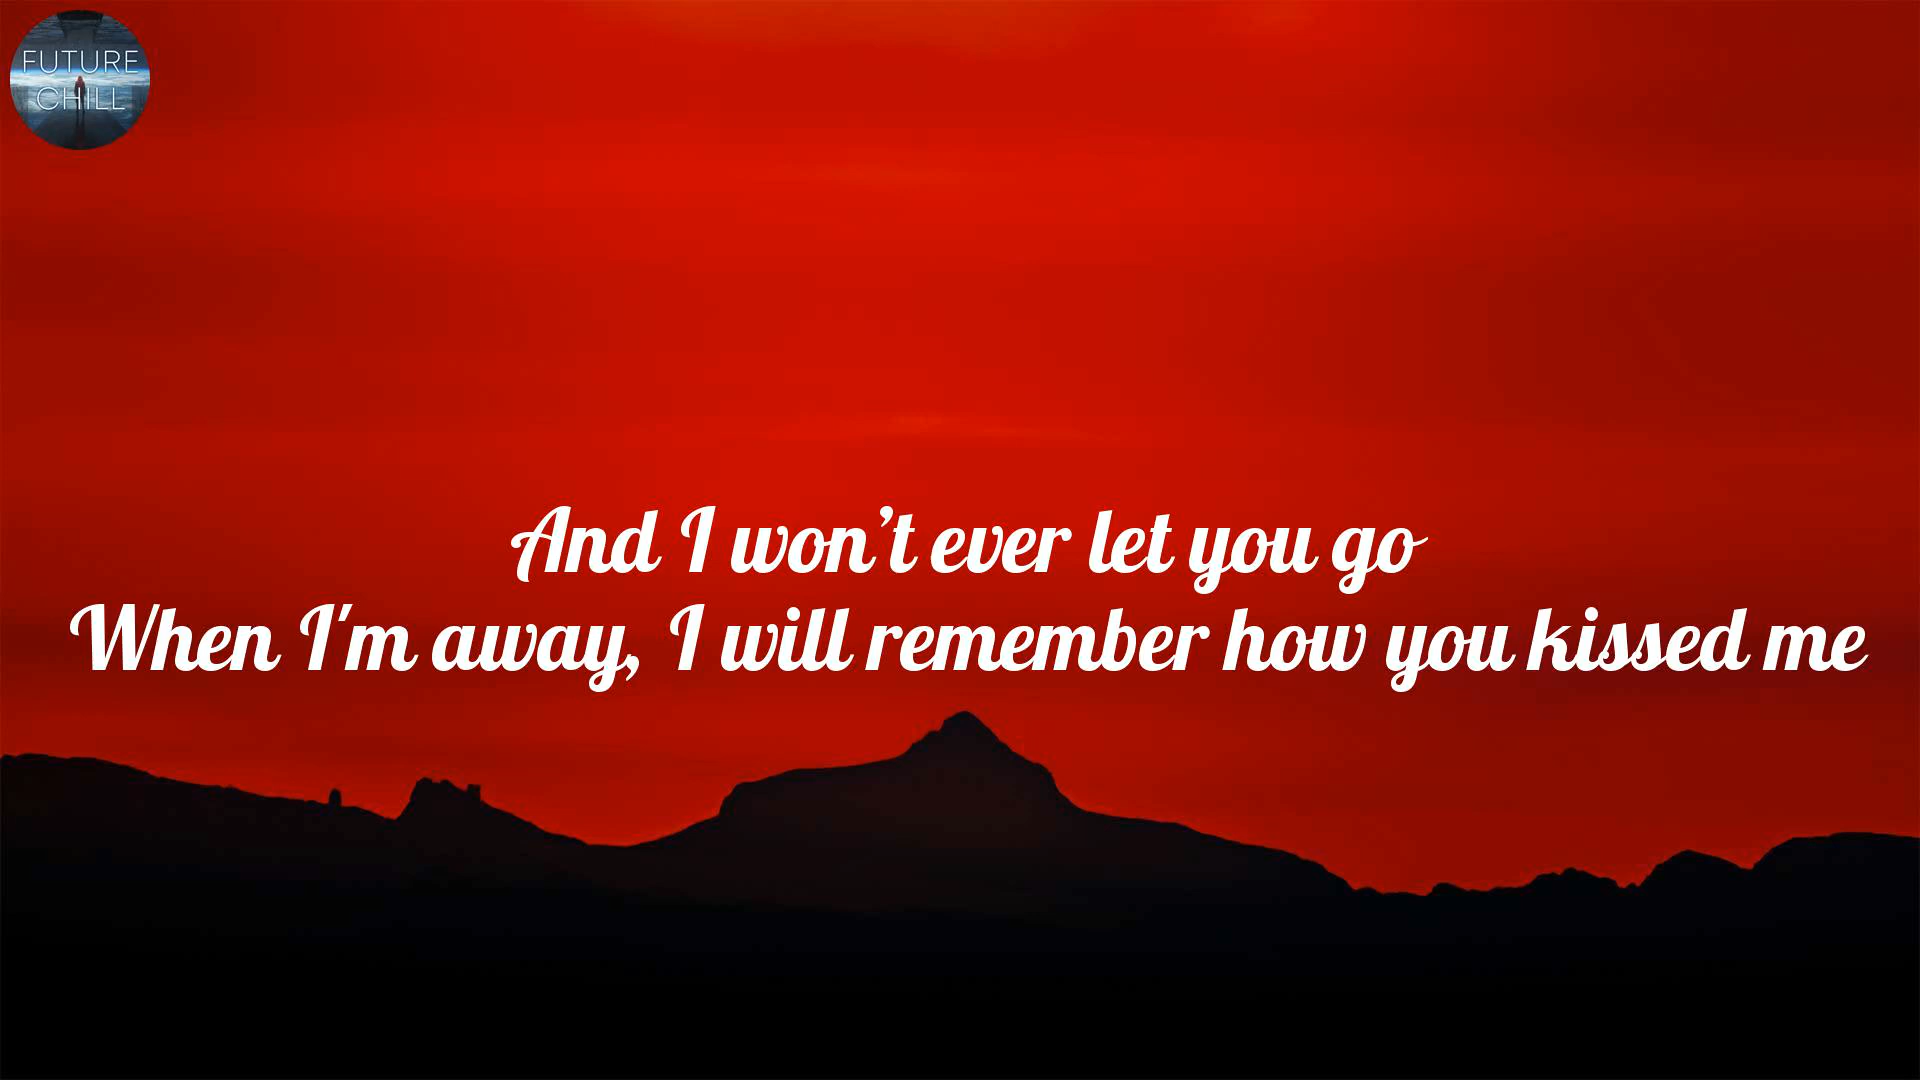 FUTURE
CHILL
And I won’t ever let you go
When I'm away, I will remember how you kissed me